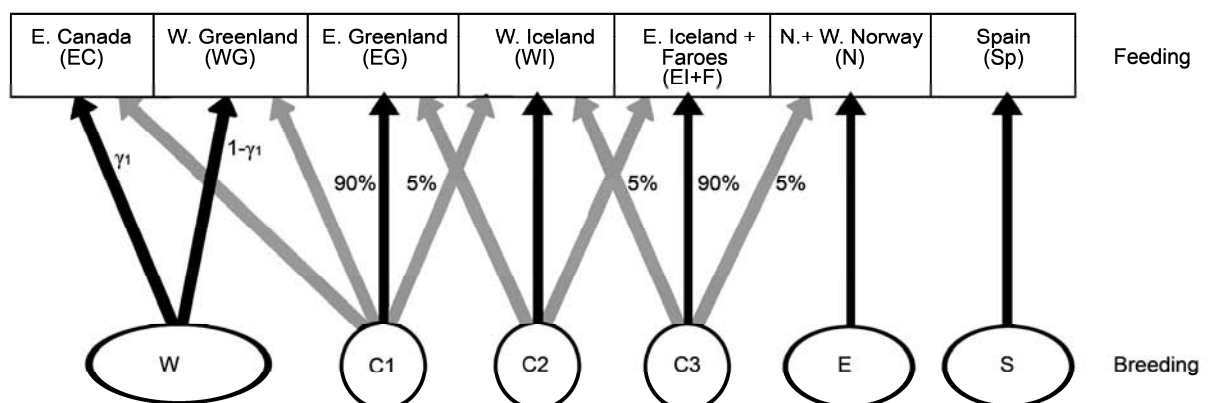 E. Canada
(EC)
W. Greenland
(WG)
E. Greenland
(EG)
W. Iceland
(WI)
E. Iceland +
Faroes
(EI+F)
N.+ W. Norway
(N)
Spain
(Sp)
Feeding
γ1
1-γ1
90%
5%
5%
90%
5%
W
C1
C2
C3
E
S
Breeding